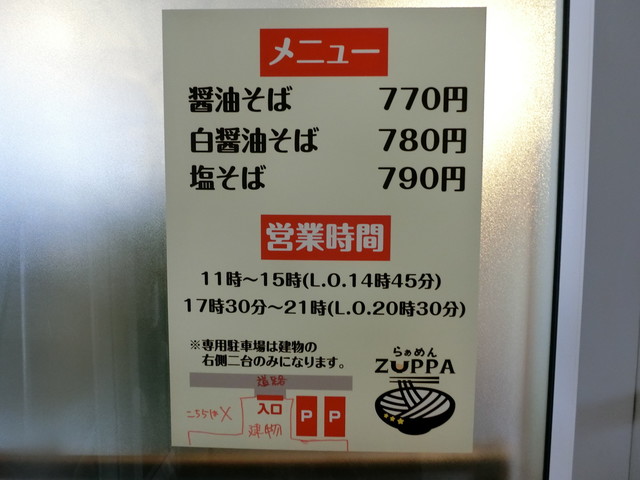 メニュー
醤油そば 770円
白醤油そば 780円
塩そば 790円
営業時間
11時～15時(L.O.14時45分)
17時30分～21時(L.O.20時30分)
※専用駐車場は建物の
右側二台のみになります。
らぁめん
ZUPPA
道路
こちらは× 入口 P P
建物